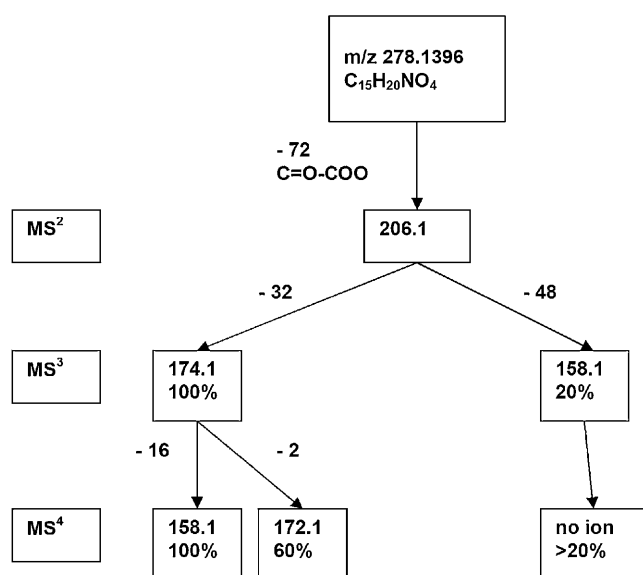 m/z 278.1396
C₁₅H₂₀NO₄
- 72
C=O-COO
MS²
206.1
- 32
- 48
MS³
174.1
100%
158.1
20%
- 16
- 2
MS⁴
158.1
100%
172.1
60%
no ion
>20%